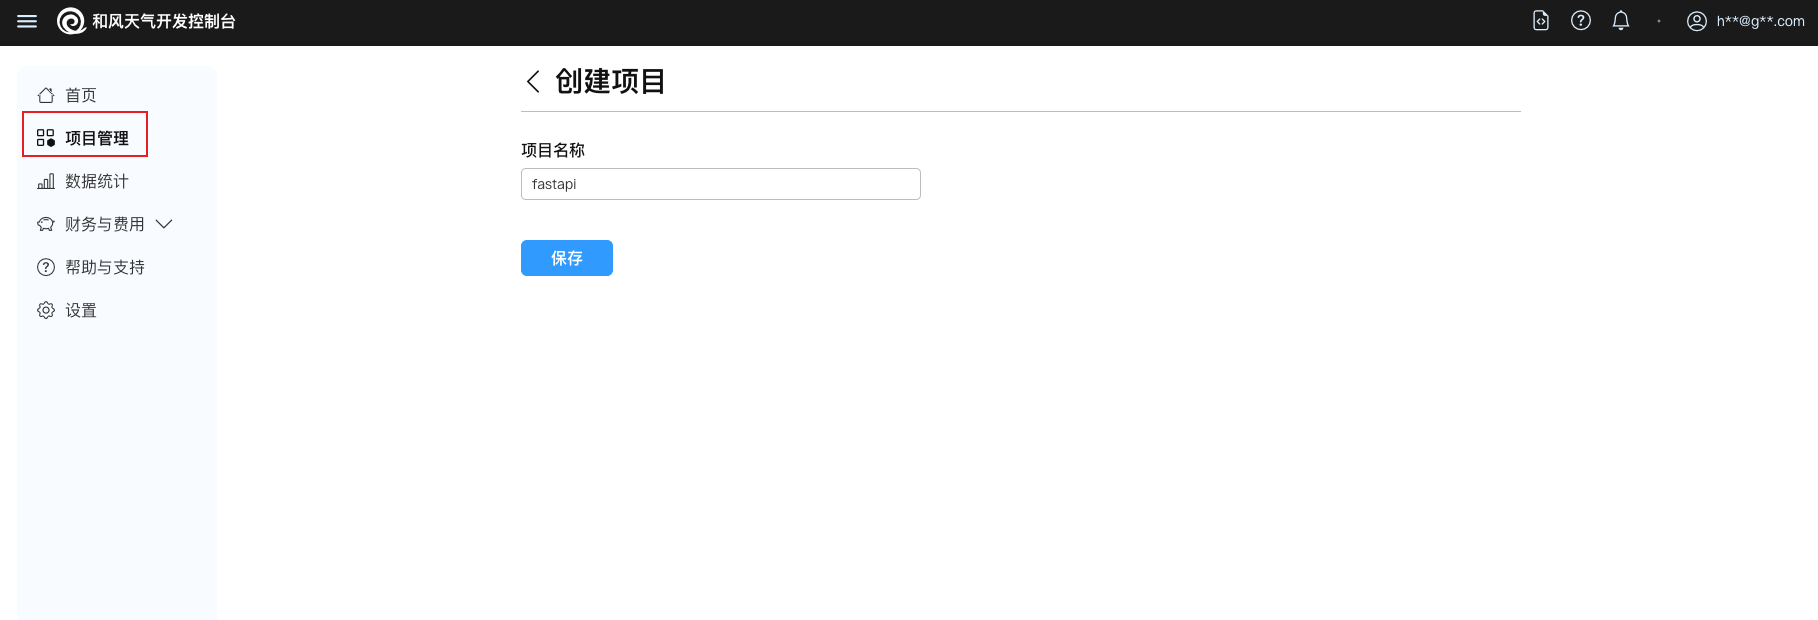 和风天气开发控制台
h**@g**.com
首页
项目管理
数据统计
财务与费用
帮助与支持
设置
创建项目
项目名称
fastapi
保存